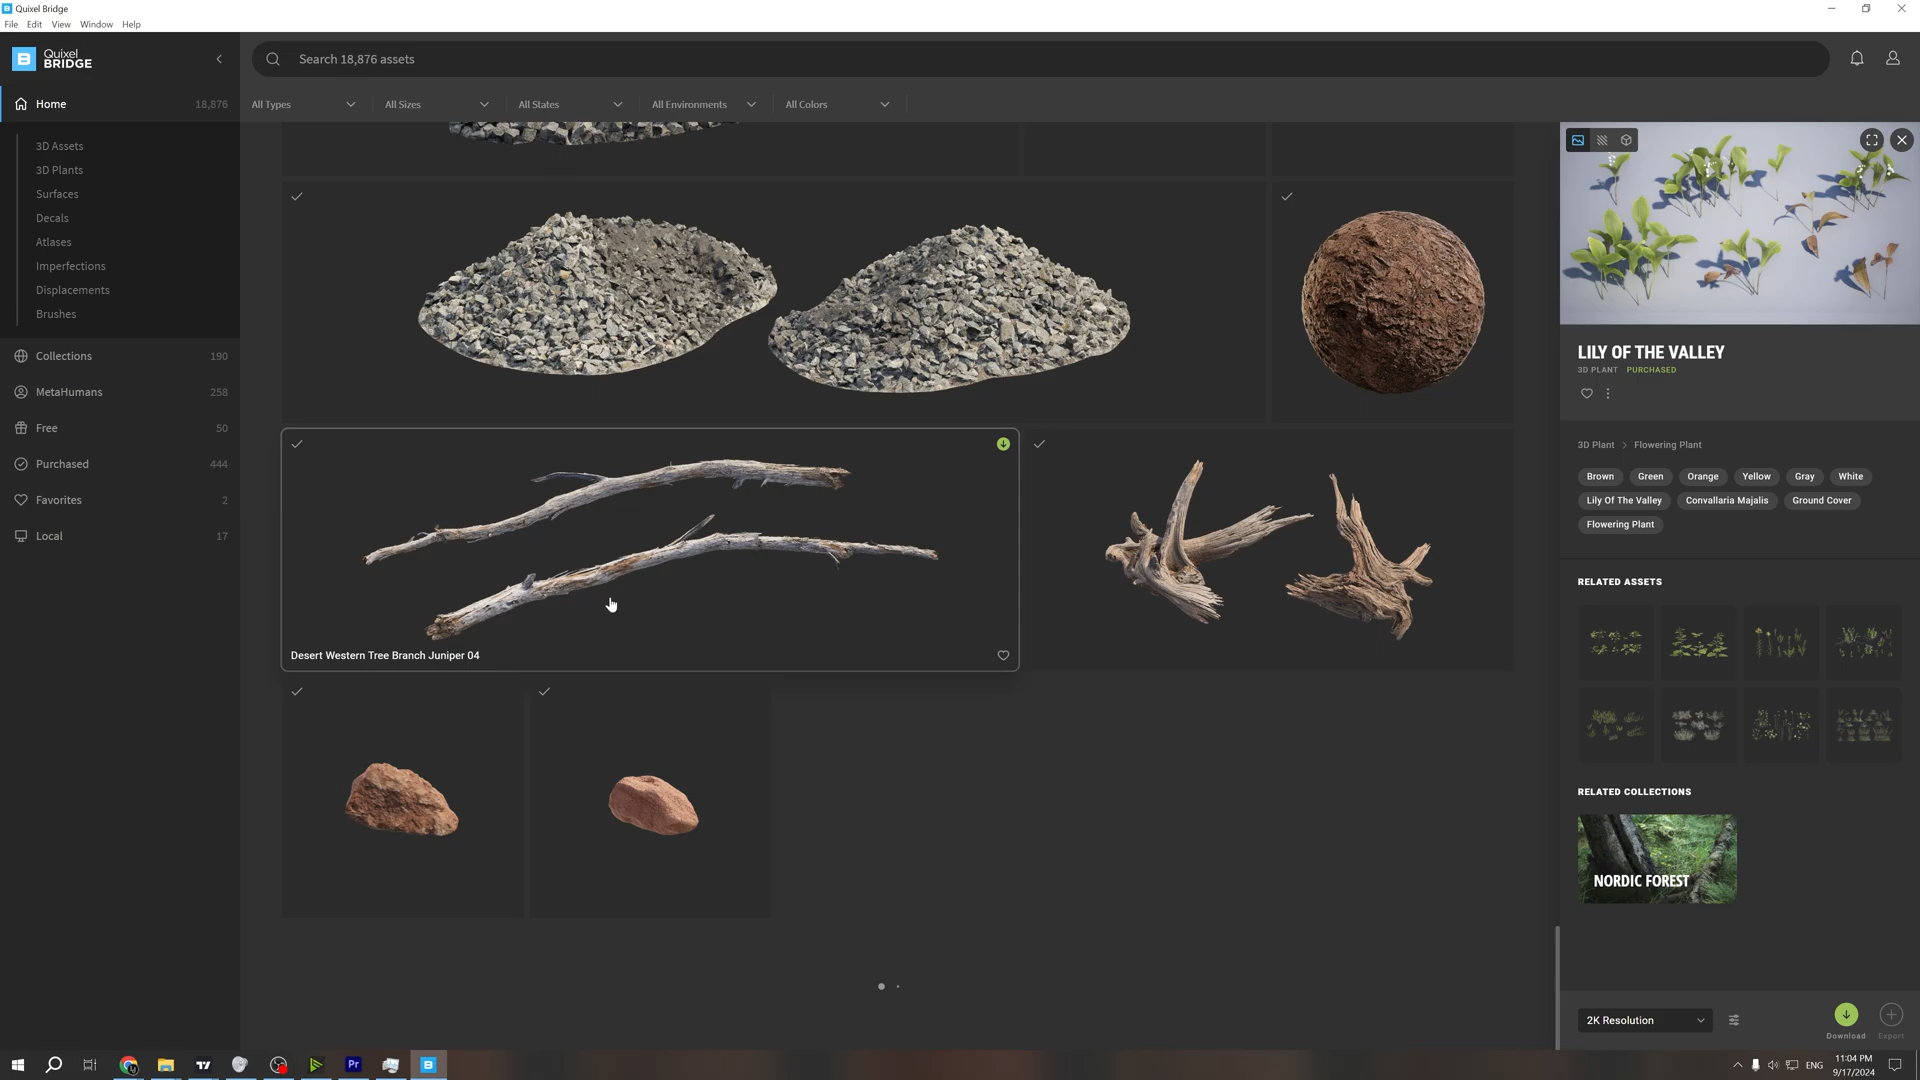 Quixel Bridge
File Edit View Window Help
Quixel
BRIDGE
Search 18,876 assets
Home 18,876
All Types All Sizes All States All Environments All Colors
3D Assets
3D Plants
Surfaces
Decals
Atlases
Imperfections
Displacements
Brushes
Collections 190
MetaHumans 258
Free 50
Purchased 444
Favorites 2
Local 17
Desert Western Tree Branch Juniper 04
LILY OF THE VALLEY
3D PLANT PURCHASED
3D Plant Flowering Plant
Brown Green Orange Yellow Gray White
Lily Of The Valley Convallaria Majalis Ground Cover
Flowering Plant
RELATED ASSETS
RELATED COLLECTIONS
NORDIC FOREST
2K Resolution
Download Export
Pr
ENG
11:04 PM
9/17/2024